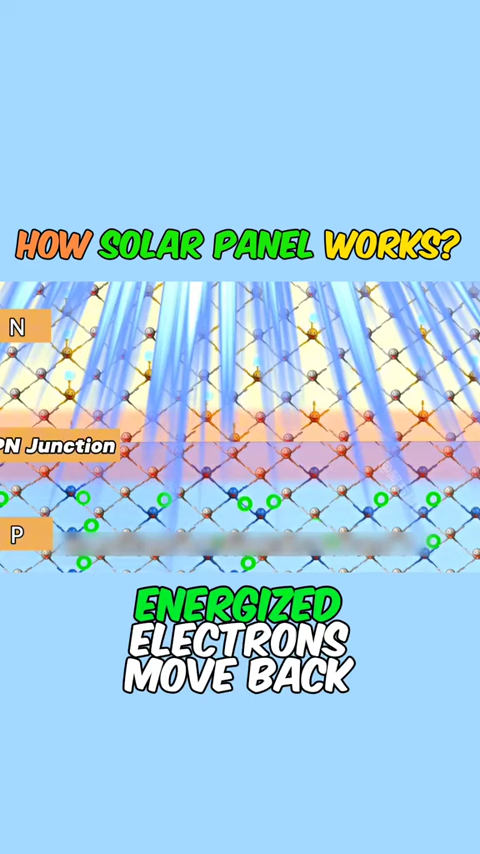 HOW SOLAR PANEL WORKS?
N
PN Junction
P
ENERGIZED
ELECTRONS
MOVE BACK